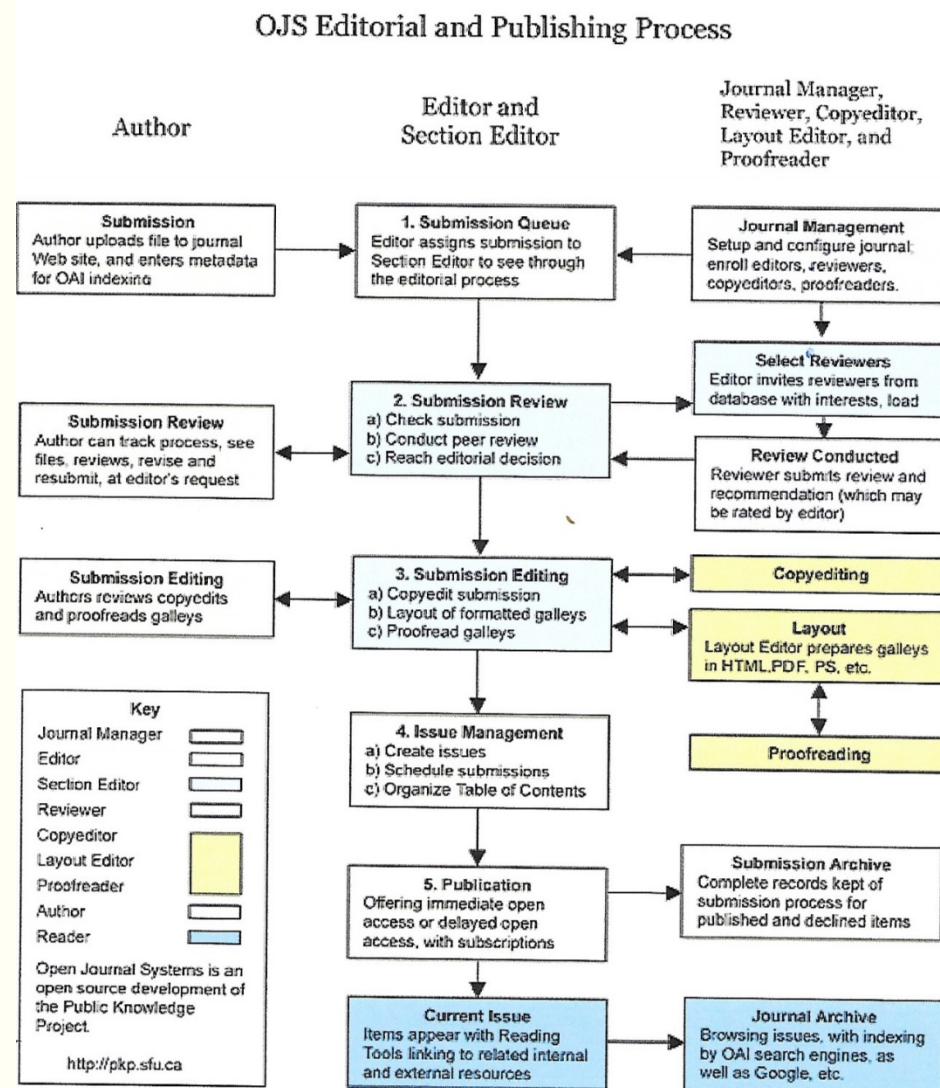 OJS Editorial and Publishing Process
Author
Editor and
Section Editor
Journal Manager,
Reviewer, Copyeditor,
Layout Editor, and
Proofreader
Submission
Author uploads file to journal
Web site, and enters metadata
for OAI indexing
1. Submission Queue
Editor assigns submission to
Section Editor to see through
the editorial process
Journal Management
Setup and configure journal;
enroll editors, reviewers,
copyeditors, proofreaders.
Select Reviewers
Editor invites reviewers from
database with interests, load
Submission Review
Author can track process, see
files, reviews, revise and
resubmit, at editor's request
2. Submission Review
a) Check submission
b) Conduct peer review
c) Reach editorial decision
Review Conducted
Reviewer submits review and
recommendation (which may
be rated by editor)
Submission Editing
Authors reviews copyedits
and proofreads galleys
3. Submission Editing
a) Copyedit submission
b) Layout of formatted galleys
c) Proofread galleys
Copyediting
Layout
Layout Editor prepares galleys
in HTML,PDF, PS, etc.
Proofreading
Key
Journal Manager
Editor
Section Editor
Reviewer
Copyeditor
Layout Editor
Proofreader
Author
Reader
Open Journal Systems is an
open source development of
the Public Knowledge
Project.
http://pkp.sfu.ca
4. Issue Management
a) Create issues
b) Schedule submissions
c) Organize Table of Contents
5. Publication
Offering immediate open
access or delayed open
access, with subscriptions
Submission Archive
Complete records kept of
submission process for
published and declined items
Current Issue
Items appear with Reading
Tools linking to related internal
and external resources
Journal Archive
Browsing issues, with indexing
by OAI search engines, as
well as Google, etc.